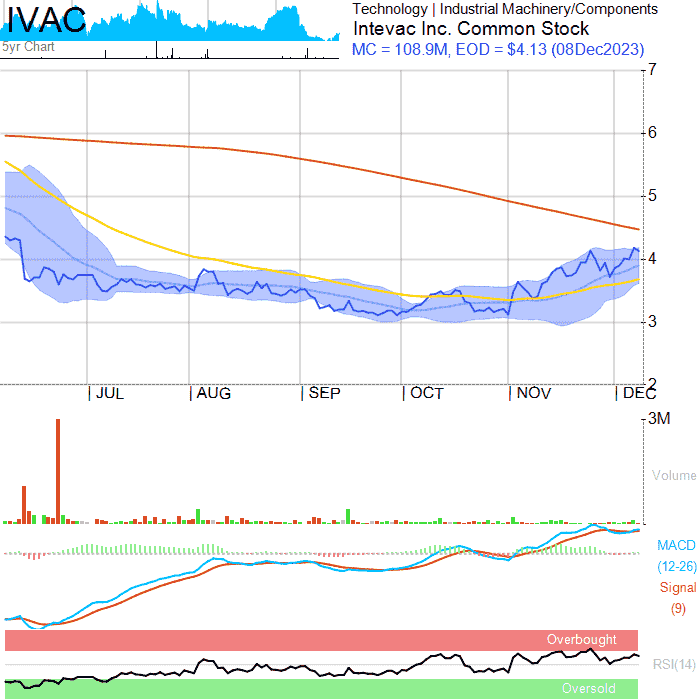 IVAC
Technology | Industrial Machinery/Components
Intevac Inc. Common Stock
5yr Chart
MC = 108.9M, EOD = $4.13 (08Dec2023)
7
6
5
4
3
2
JUL
AUG
SEP
OCT
NOV
DEC
3M
Volume
MACD
(12-26)
Signal
(9)
Overbought
RSI(14)
Oversold